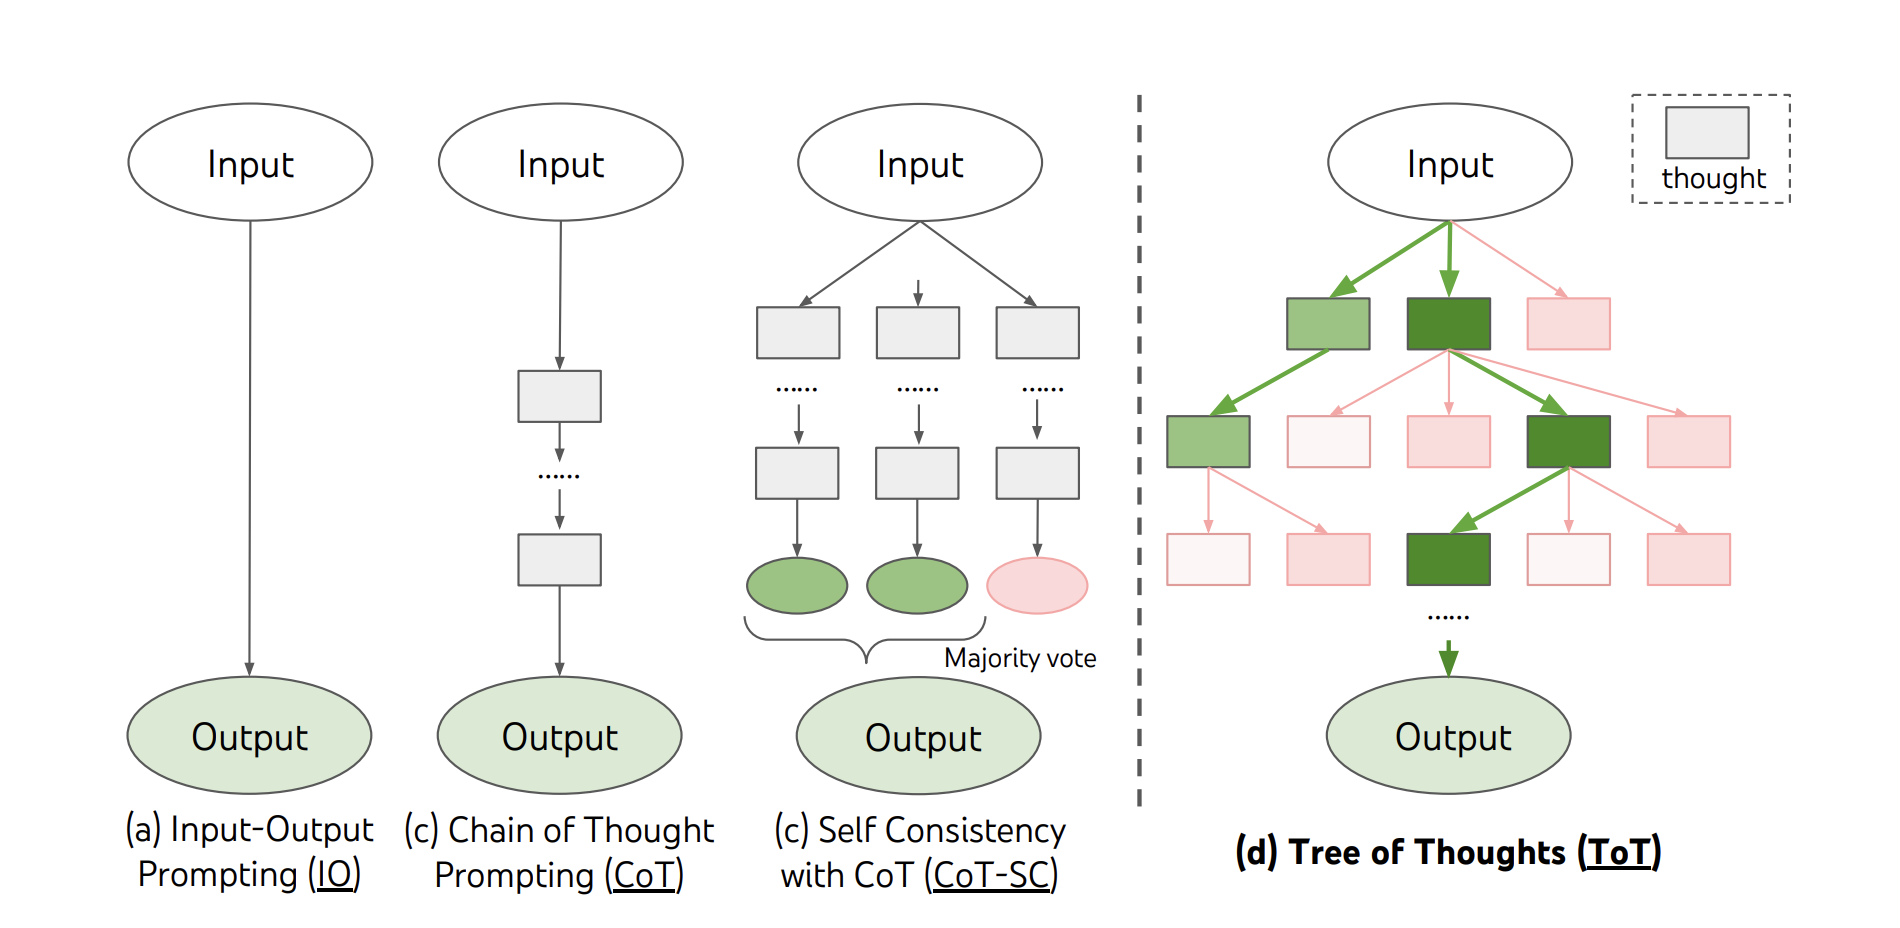 Input
Input
Input
Input
thought
......
......
......
......
......
Majority vote
Output
Output
Output
Output
(a) Input-Output
Prompting (IO)
(c) Chain of Thought
Prompting (CoT)
(c) Self Consistency
with CoT (CoT-SC)
(d) Tree of Thoughts (ToT)